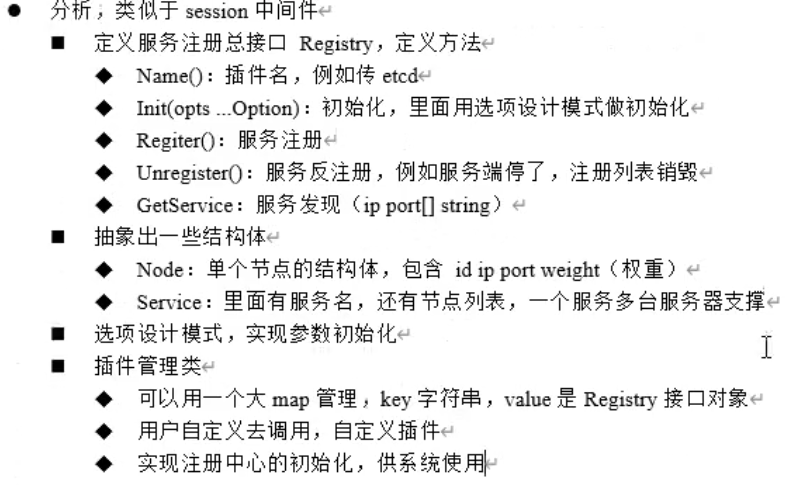 分析，类似于 session 中间件
定义服务注册总接口 Registry，定义方法
Name()：插件名，例如传 etcd
Init(opts ...Option)：初始化，里面用选项设计模式做初始化
Regiter()：服务注册
Unregister()：服务反注册，例如服务端停了，注册列表销毁
GetService：服务发现（ip port[] string）
抽象出一些结构体
Node：单个节点的结构体，包含 id ip port weight（权重）
Service：里面有服务名，还有节点列表，一个服务多台服务器支撑
选项设计模式，实现参数初始化
插件管理类
可以用一个大 map 管理，key 字符串，value 是 Registry 接口对象
用户自定义去调用，自定义插件
实现注册中心的初始化，供系统使用